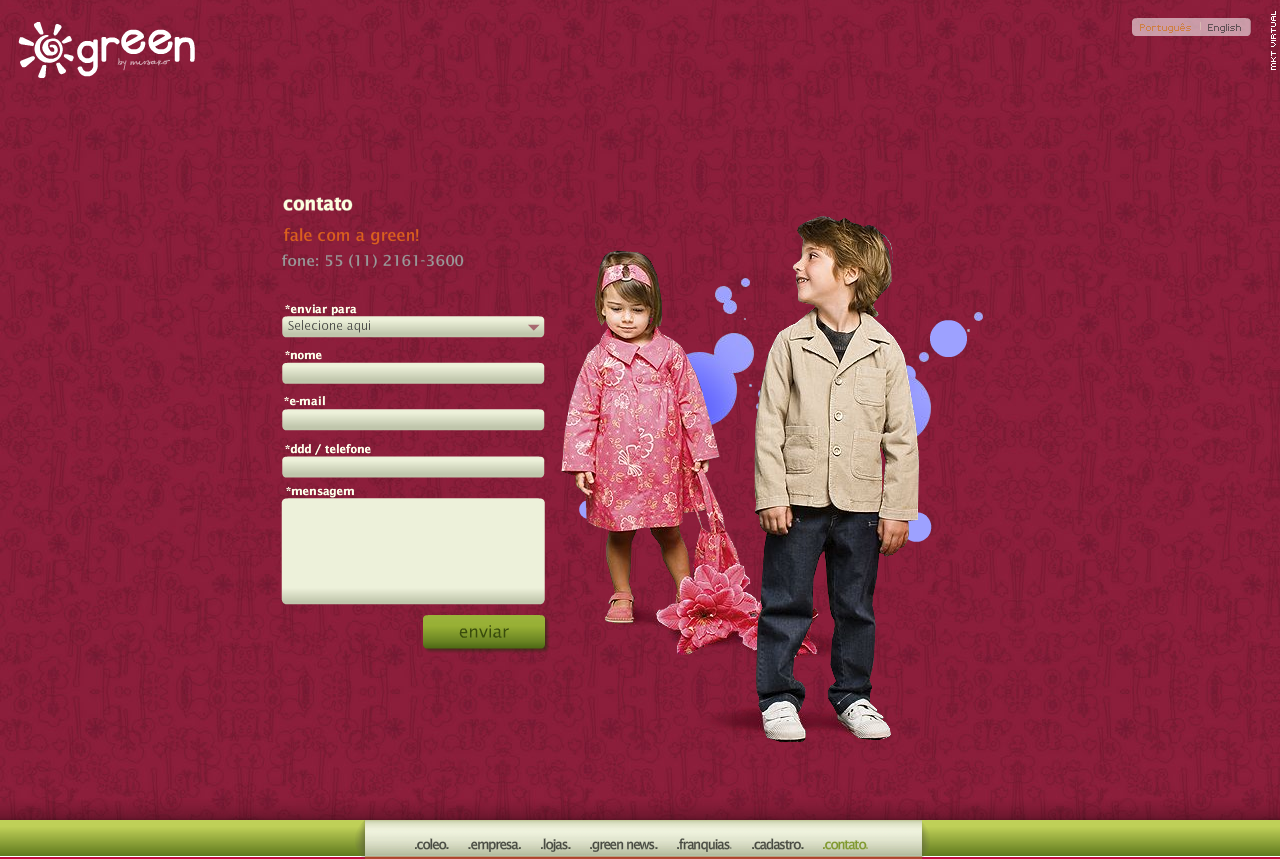 green
by missako
Português | English
MKT VIRTUAL
contato
fale com a green!
fone: 55 (11) 2161-3600
*enviar para
Selecione aqui
*nome
*e-mail
*ddd / telefone
*mensagem
enviar
.coleo. .empresa. .lojas. .green news. .franquias. .cadastro. .contato.